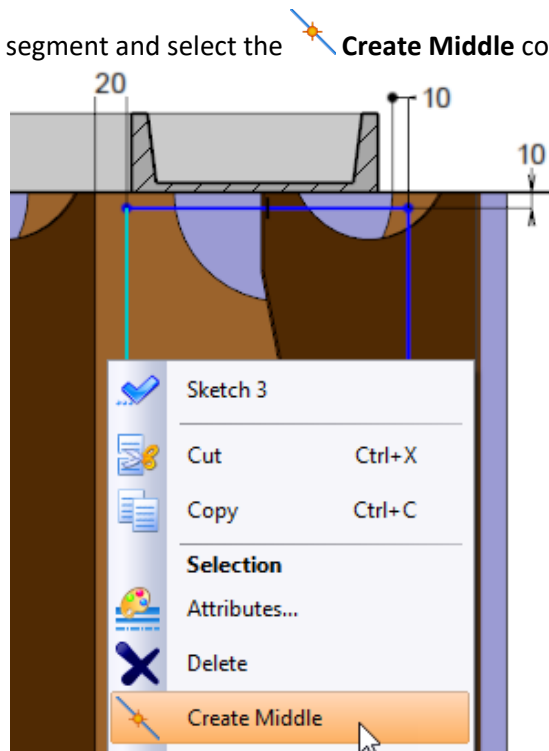 segment and select the Create Middle co
20
10
10
Sketch 3
Cut Ctrl+X
Copy Ctrl+C
Selection
Attributes...
Delete
Create Middle